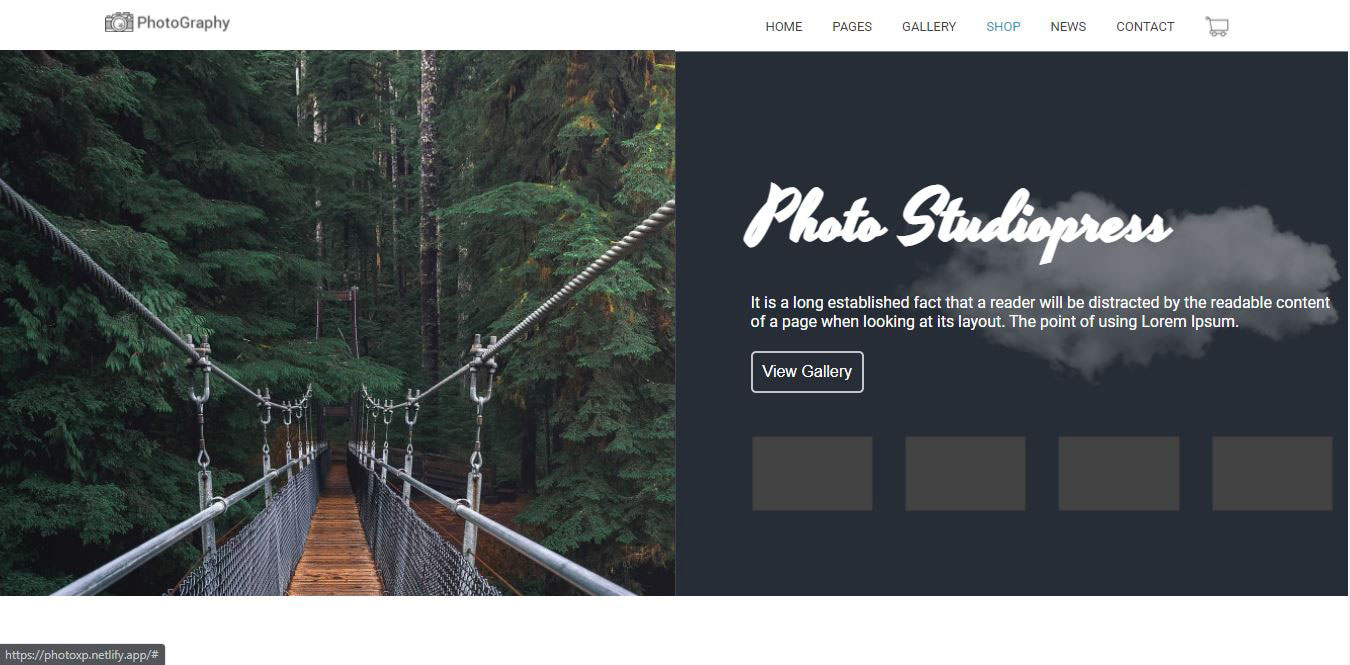 PhotoGraphy
HOME PAGES GALLERY SHOP NEWS CONTACT
Photo Studiopress
It is a long established fact that a reader will be distracted by the readable content
of a page when looking at its layout. The point of using Lorem Ipsum.
View Gallery
https://photoxp.netlify.app/#